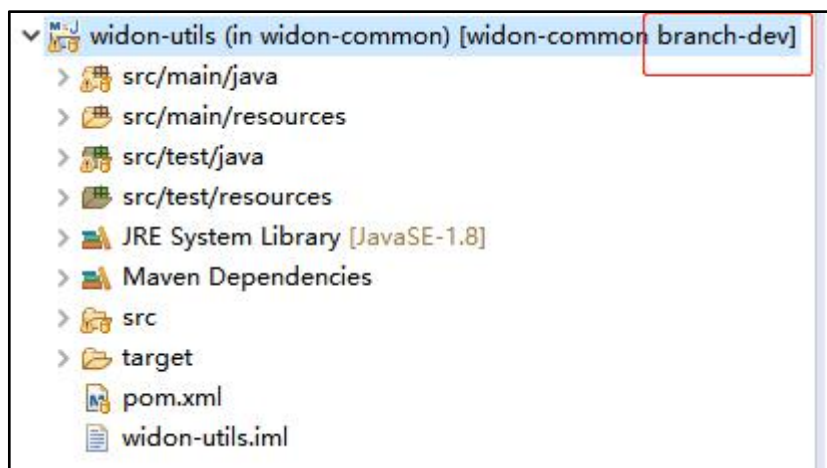 widon-utils (in widon-common) [widon-common branch-dev]
src/main/java
src/main/resources
src/test/java
src/test/resources
JRE System Library [JavaSE-1.8]
Maven Dependencies
src
target
pom.xml
widon-utils.iml